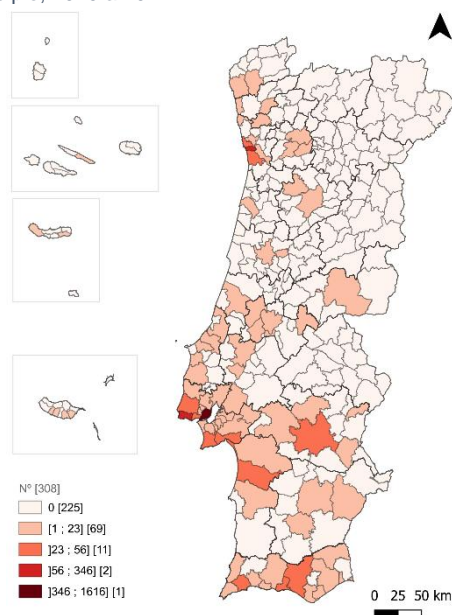 Nº [308]
0 [225]
[1 ; 23] [69]
]23 ; 56] [11]
]56 ; 346] [2]
]346 ; 1616] [1]
0 25 50 km